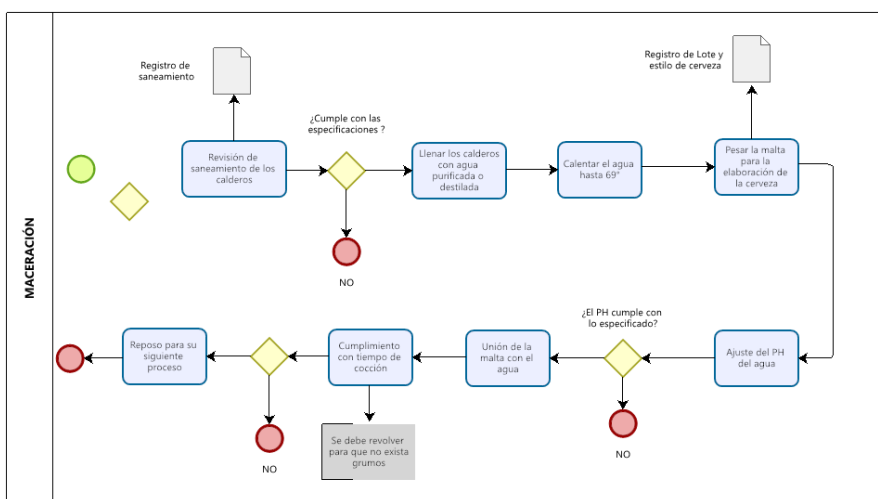 MACERACIÓN
Registro de
saneamiento
Registro de Lote y
estilo de cerveza
¿Cumple con las
especificaciones ?
Revisión de
saneamiento de los
calderos
Llenar los calderos
con agua
purificada o
destilada
Calentar el agua
hasta 69°
Pesar la malta
para la
elaboración de
la cerveza
NO
¿El PH cumple con
lo especificado?
Reposo para su
siguiente
proceso
Cumplimiento
con tiempo de
cocción
Unión de la
malta con el
agua
Ajuste del PH
del agua
Se debe revolver
para que no exista
grumos
NO
NO